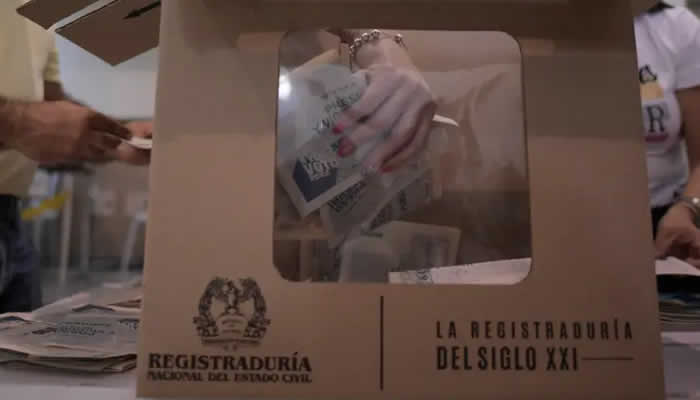 REGISTRADURÍA
NACIONAL DEL ESTADO CIVIL
LA REGISTRADURÍA
DEL SIGLO XXI